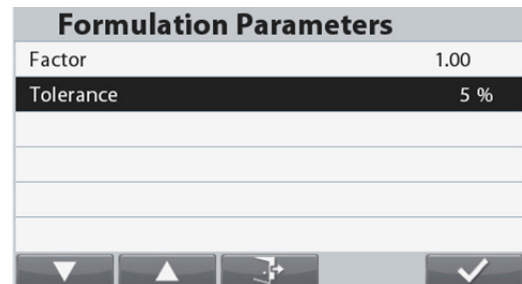 Formulation Parameters
Factor 1.00
Tolerance 5 %